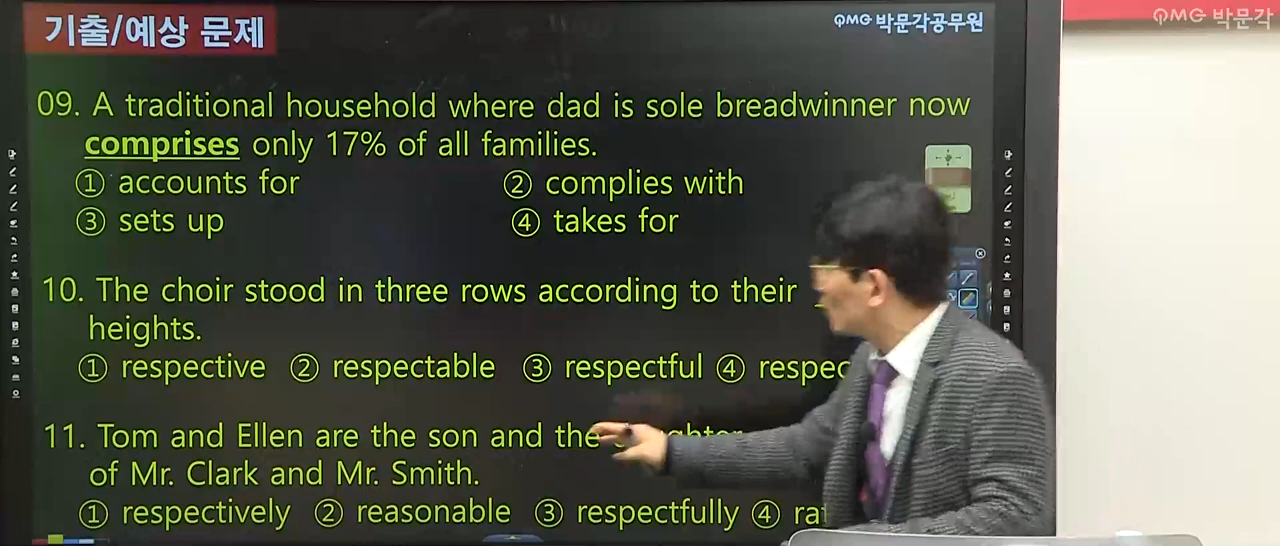 기출/예상 문제
QMG 박문각공무원
QMG 박문각
09. A traditional household where dad is sole breadwinner now
comprises only 17% of all families.
① accounts for ② complies with
③ sets up ④ takes for
10. The choir stood in three rows according to their
heights.
① respective ② respectable ③ respectful ④ respec
11. Tom and Ellen are the son and the
of Mr. Clark and Mr. Smith.
① respectively ② reasonable ③ respectfully ④ ra